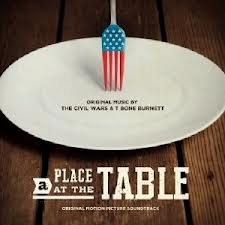 ORIGINAL MUSIC BY
THE CIVIL WARS & T BONE BURNETT
a PLACE
AT THE TABLE
ORIGINAL MOTION PICTURE SOUNDTRACK